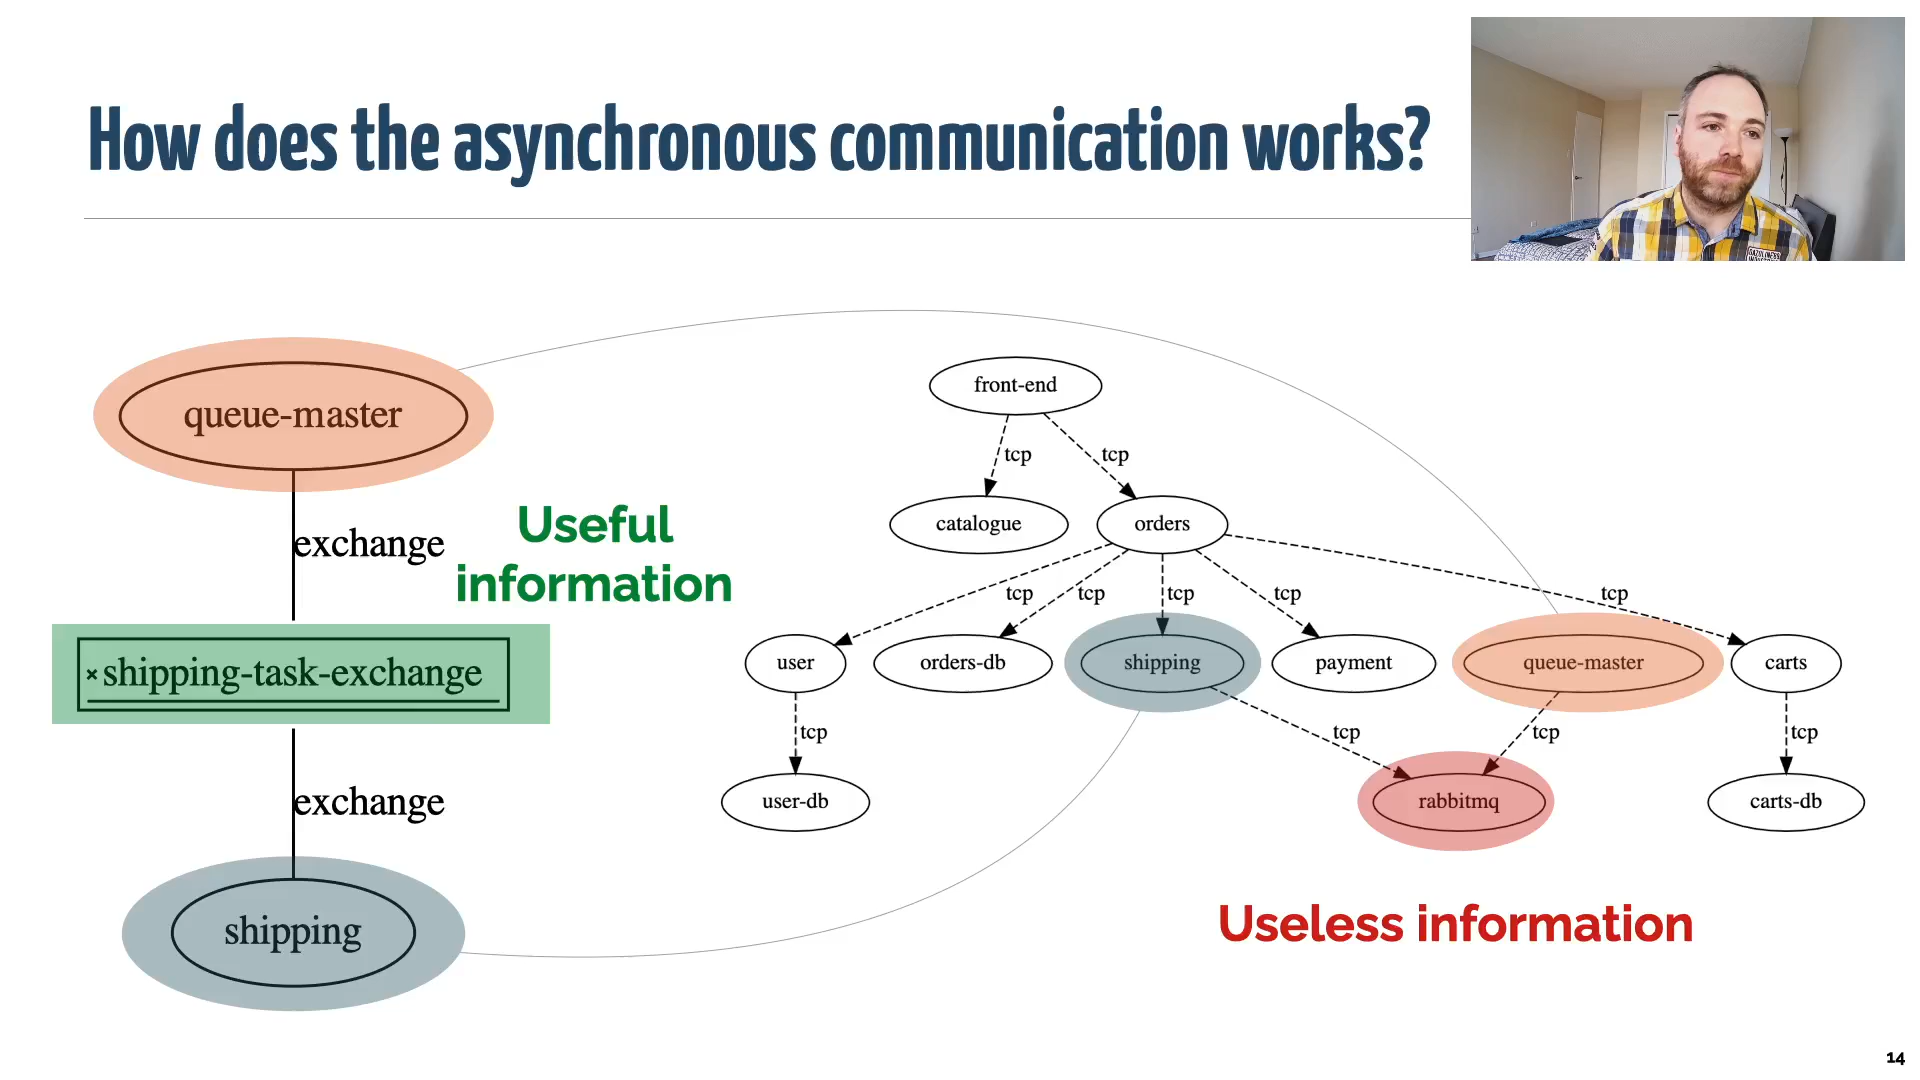 How does the asynchronous communication works?
queue-master
exchange
Useful
information
×shipping-task-exchange
exchange
shipping
front-end
tcp
tcp
catalogue
orders
tcp
tcp
tcp
tcp
tcp
user
orders-db
shipping
payment
queue-master
carts
tcp
tcp
tcp
tcp
user-db
rabbitmq
carts-db
Useless information
14